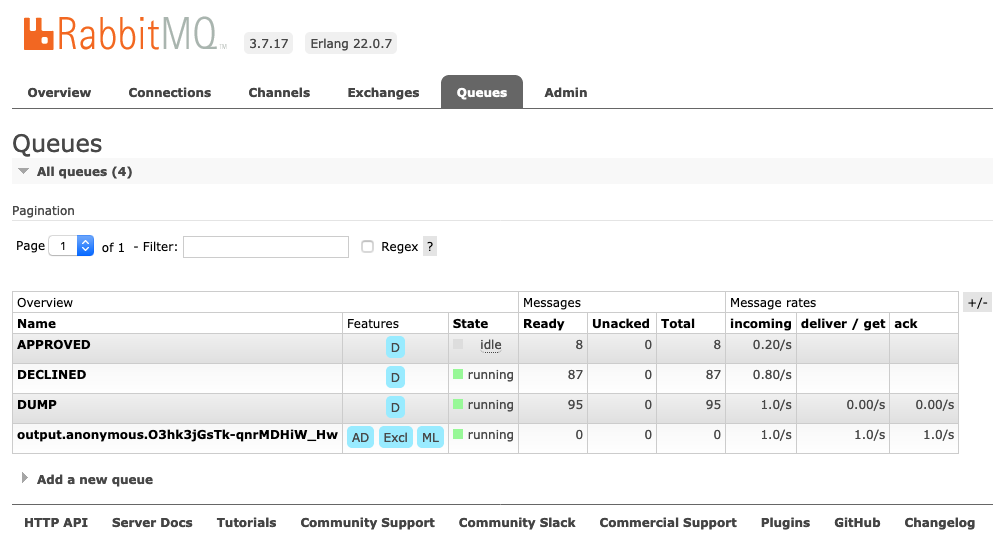 RabbitMQ™ 3.7.17 Erlang 22.0.7
Overview Connections Channels Exchanges Queues Admin
Queues
All queues (4)
Pagination
Page 1 of 1 - Filter: Regex ?
Overview Messages Message rates +/-
Name Features State Ready Unacked Total incoming deliver / get ack
APPROVED D idle 8 0 8 0.20/s
DECLINED D running 87 0 87 0.80/s
DUMP D running 95 0 95 1.0/s 0.00/s 0.00/s
output.anonymous.O3hk3jGsTk-qnrMDHiW_Hw AD Excl ML running 0 0 0 1.0/s 1.0/s 1.0/s
Add a new queue
HTTP API Server Docs Tutorials Community Support Community Slack Commercial Support Plugins GitHub Changelog